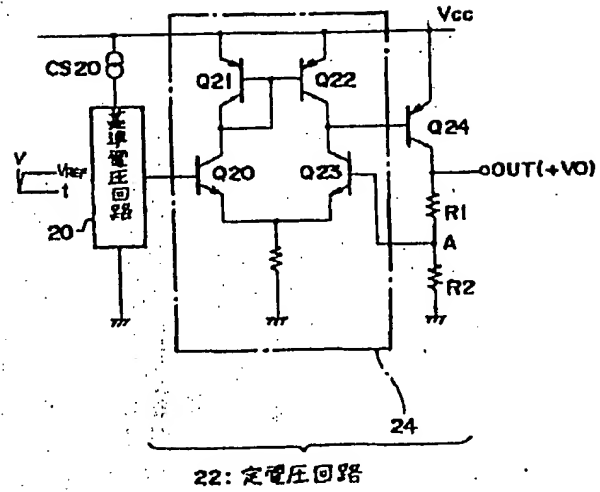 Vcc
CS20
Q21
Q22
Q24
基準電圧回路
V
VREF
t
Q20
Q23
OUT(+VO)
R1
20
A
R2
24
22: 定電圧回路